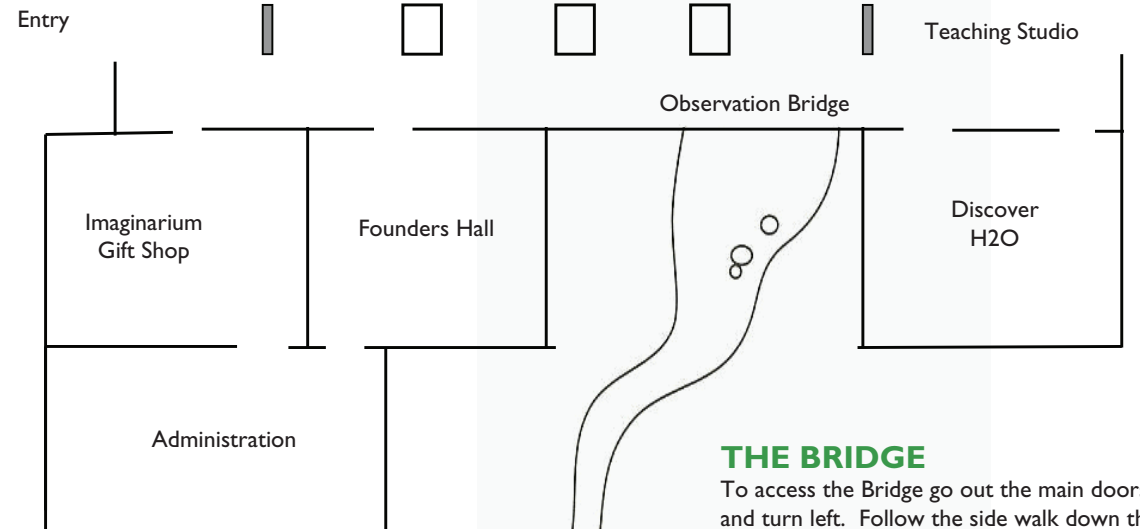 Entry
Teaching Studio
Observation Bridge
Imaginarium
Gift Shop
Founders Hall
Discover
H2O
Administration
THE BRIDGE
To access the Bridge go out the main door
and turn left. Follow the side walk down th